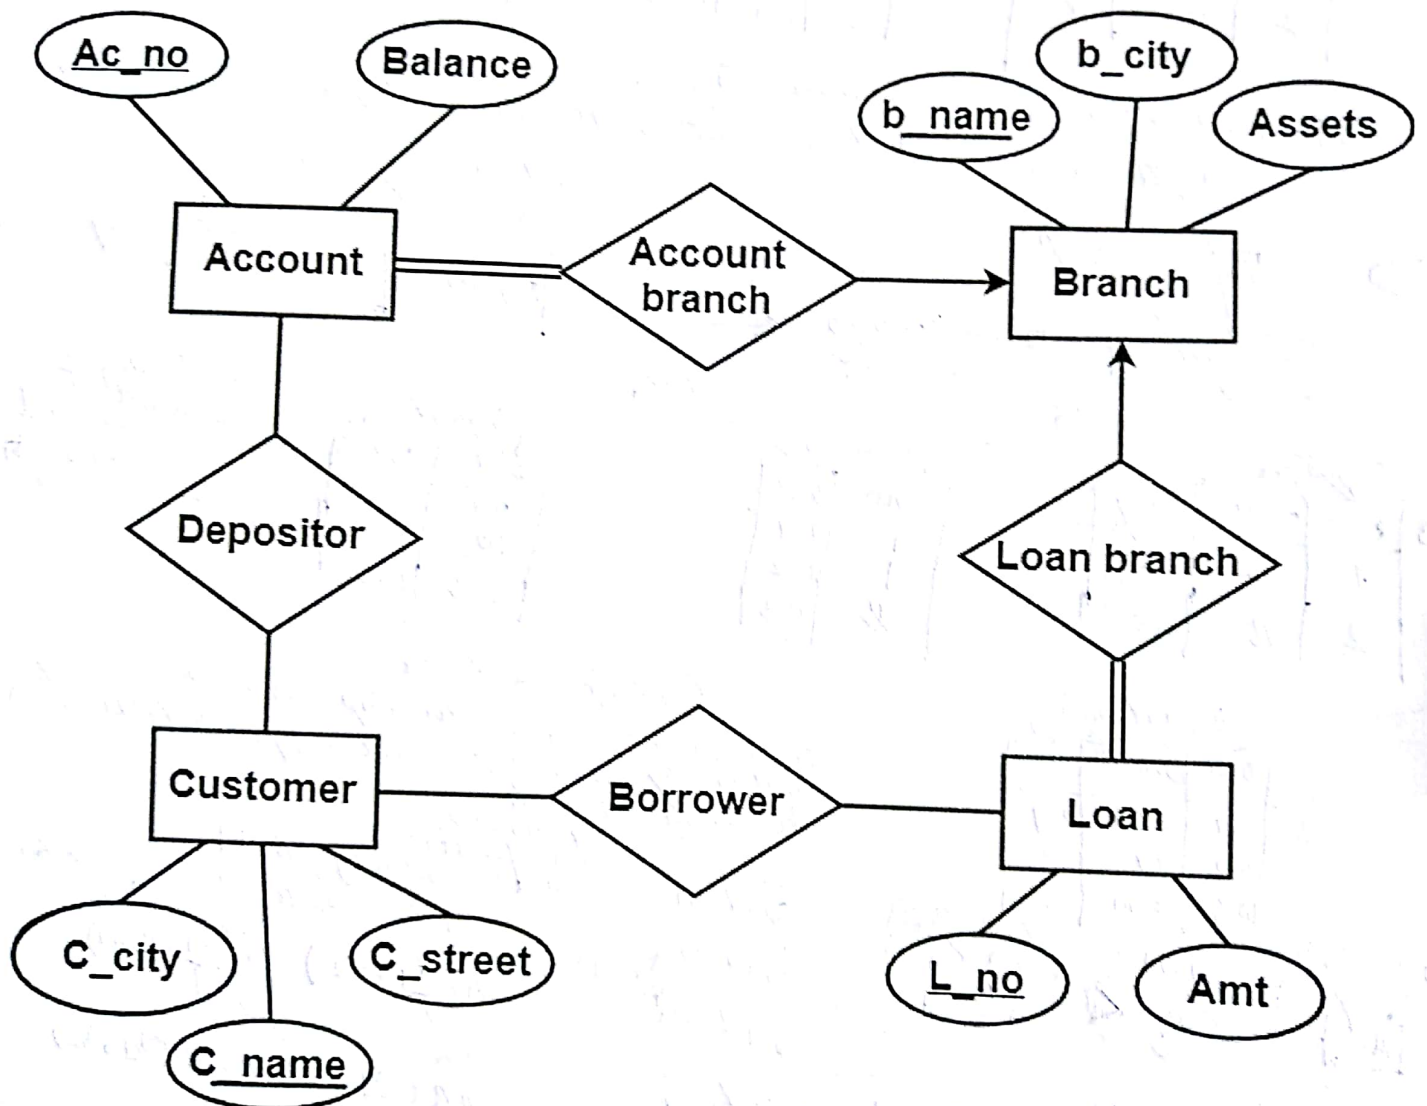 Ac_no
Balance
b_name
b_city
Assets
Account
Account
branch
Branch
Depositor
Loan branch
Customer
Borrower
Loan
C_city
C_street
C_name
L_no
Amt